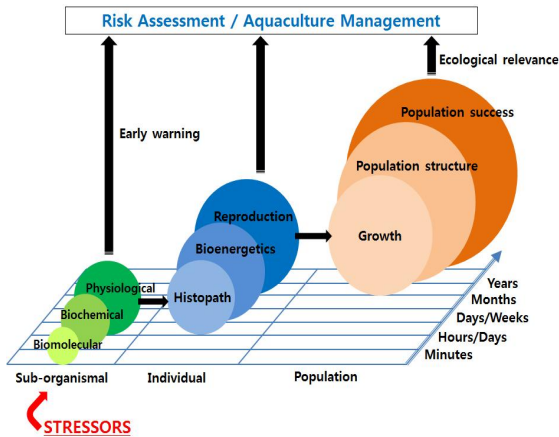 Risk Assessment / Aquaculture Management
Ecological relevance
Early warning
Population success
Population structure
Growth
Reproduction
Bioenergetics
Histopath
Physiological
Biochemical
Biomolecular
Years
Months
Days/Weeks
Hours/Days
Minutes
Sub-organismal
Individual
Population
STRESSORS